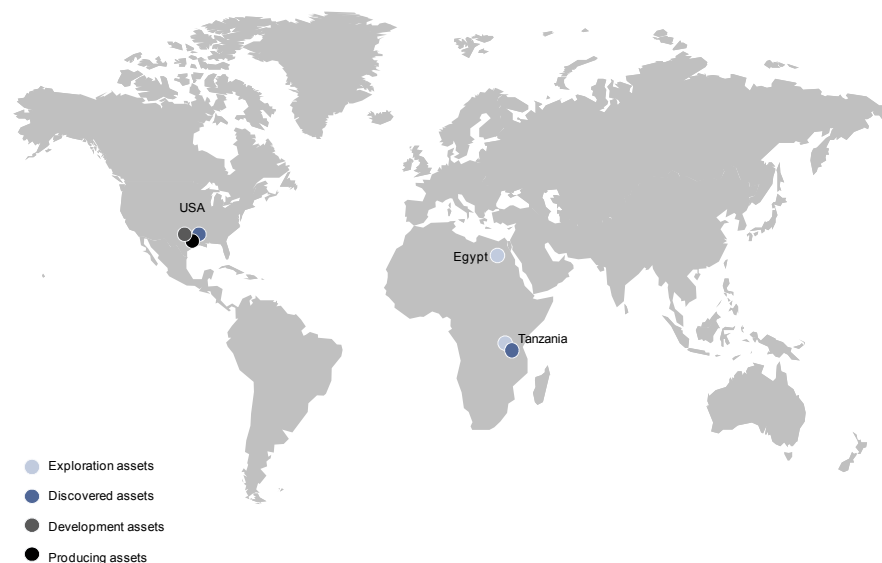 USA
Egypt
Tanzania
Exploration assets
Discovered assets
Development assets
Producing assets